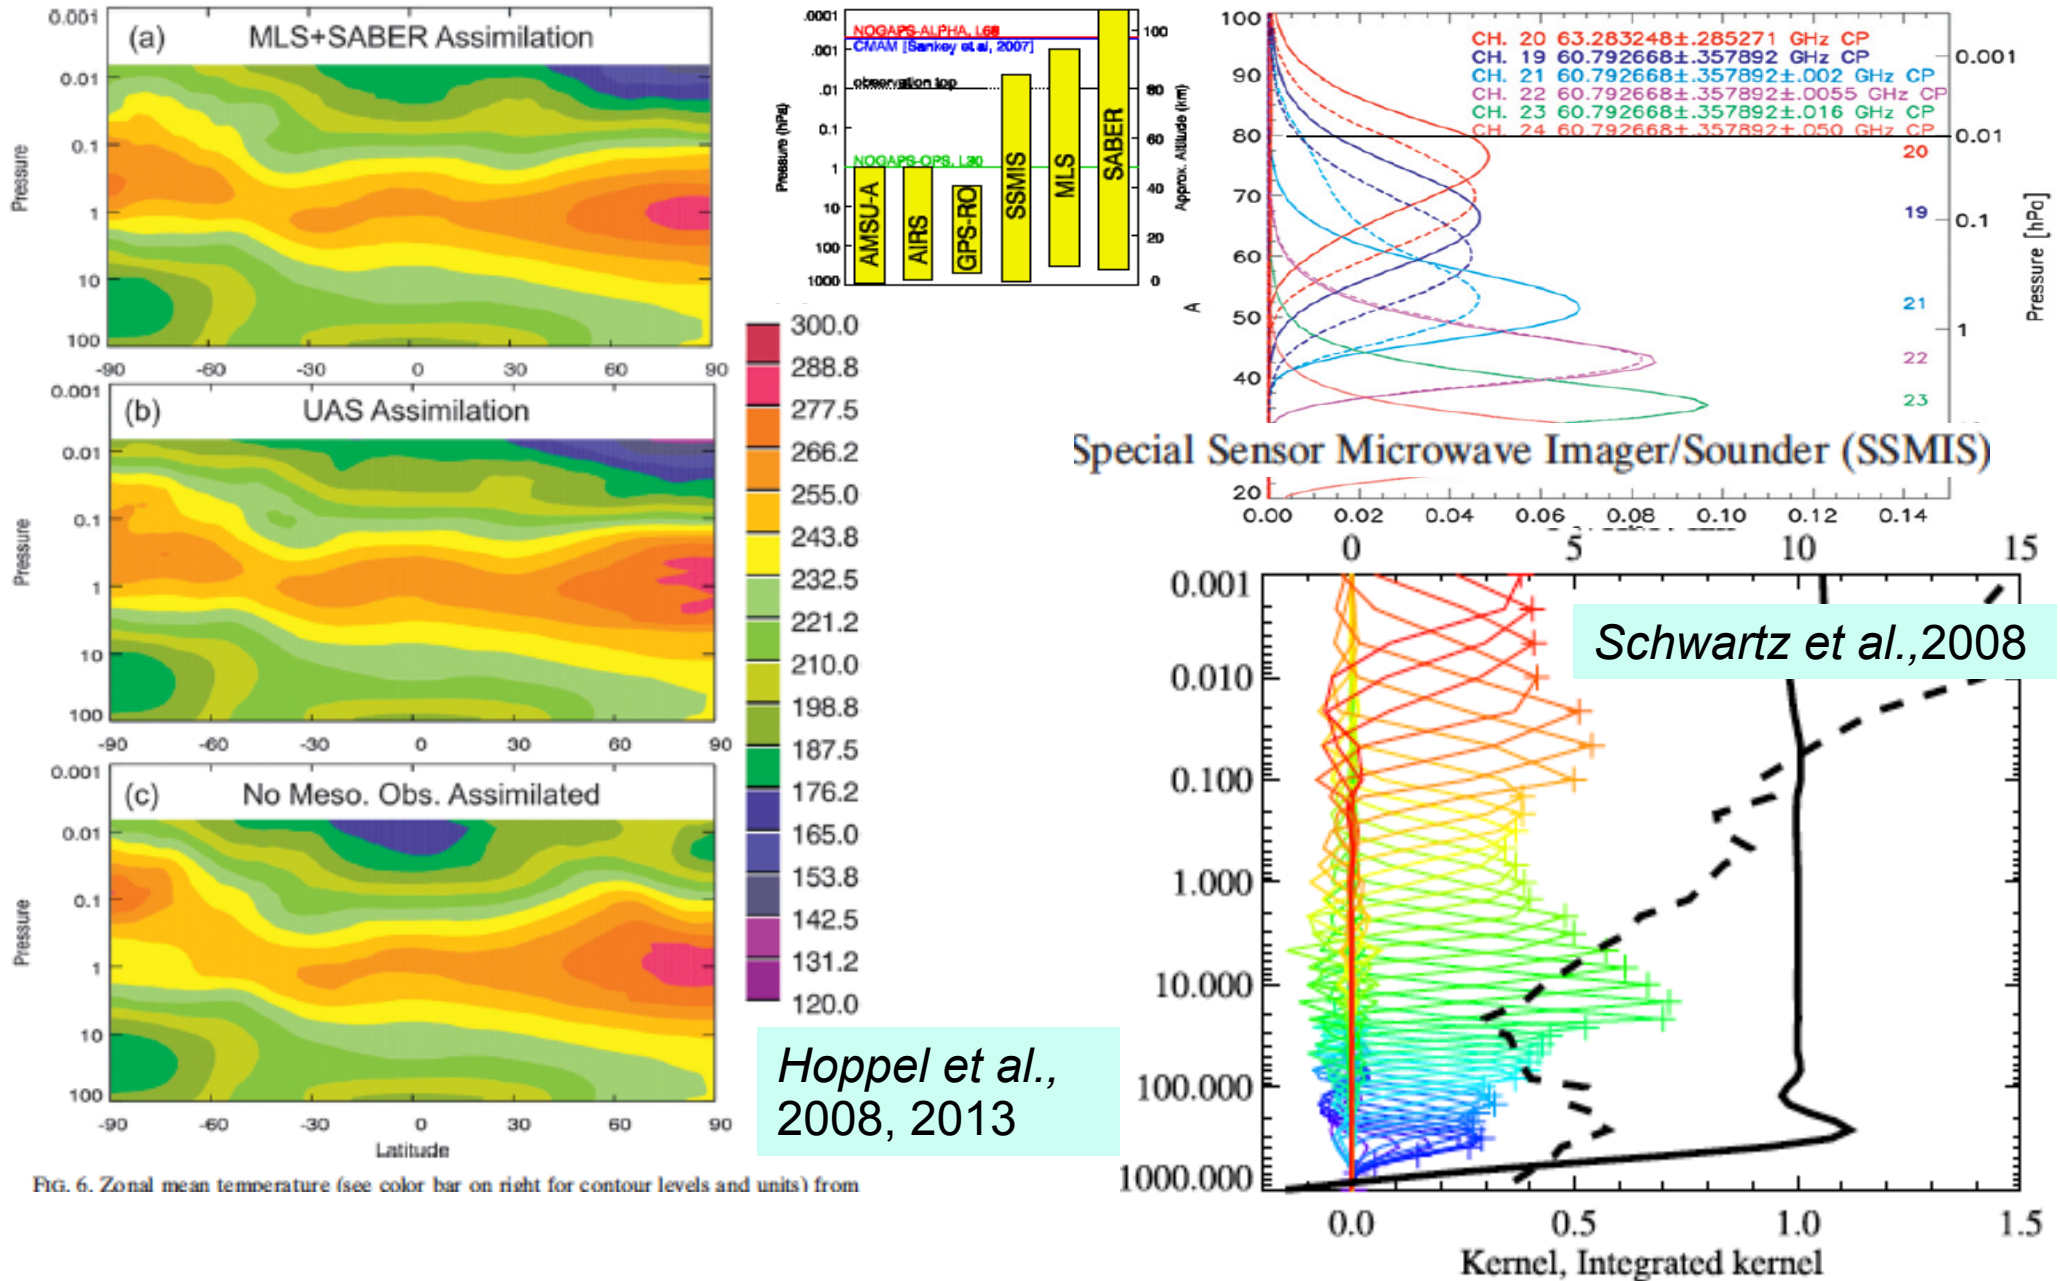 (a) MLS+SABER Assimilation
0.001
0.01
0.1
1
10
100
Pressure
-90 -60 -30 0 30 60 90
(b) UAS Assimilation
0.001
0.01
0.1
1
10
100
Pressure
-90 -60 -30 0 30 60 90
(c) No Meso. Obs. Assimilated
0.001
0.01
0.1
1
10
100
Pressure
-90 -60 -30 0 30 60 90
Latitude
FIG. 6. Zonal mean temperature (see color bar on right for contour levels and units) from
300.0
288.8
277.5
266.2
255.0
243.8
232.5
221.2
210.0
198.8
187.5
176.2
165.0
153.8
142.5
131.2
120.0
Hoppel et al.,
2008, 2013
Pressure (hPa)
.0001
.001
.01
0.1
1
10
100
1000
NOGAPS-ALPHA, L68
CMAM [Sankey et al, 2007]
observation top
NOGAPS-OPS, L30
AMSU-A
AIRS
GPS-RO
SSMIS
MLS
SABER
100
80
60
40
20
0
Approx. Altitude (km)
100
90
80
70
60
50
40
20
A
CH. 20 63.283248±.285271 GHz CP
CH. 19 60.792668±.357892 GHz CP
CH. 21 60.792668±.357892±.002 GHz CP
CH. 22 60.792668±.357892±.0055 GHz CP
CH. 23 60.792668±.357892±.016 GHz CP
CH. 24 60.792668±.357892±.050 GHz CP
20
19
21
22
23
0.001
0.01
0.1
1
Pressure [hPa]
Special Sensor Microwave Imager/Sounder (SSMIS)
0.00 0.02 0.04 0.06 0.08 0.10 0.12 0.14
0 5 10 15
0.001
0.010
0.100
1.000
10.000
100.000
1000.000
Schwartz et al.,2008
0.0 0.5 1.0 1.5
Kernel, Integrated kernel